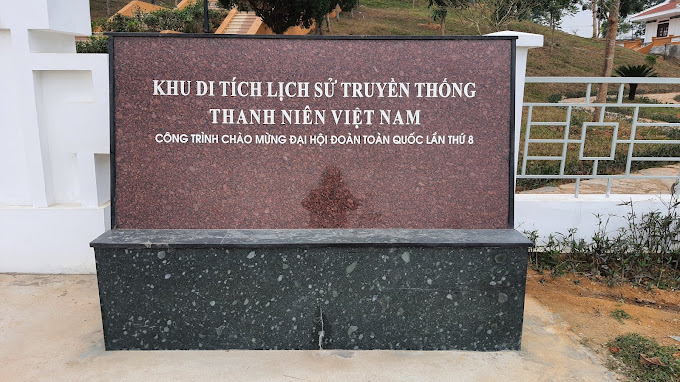 KHU DI TÍCH LỊCH SỬ TRUYỀN THỐNG
THANH NIÊN VIỆT NAM
CÔNG TRÌNH CHÀO MỪNG ĐẠI HỘI ĐOÀN TOÀN QUỐC LẦN THỨ 8